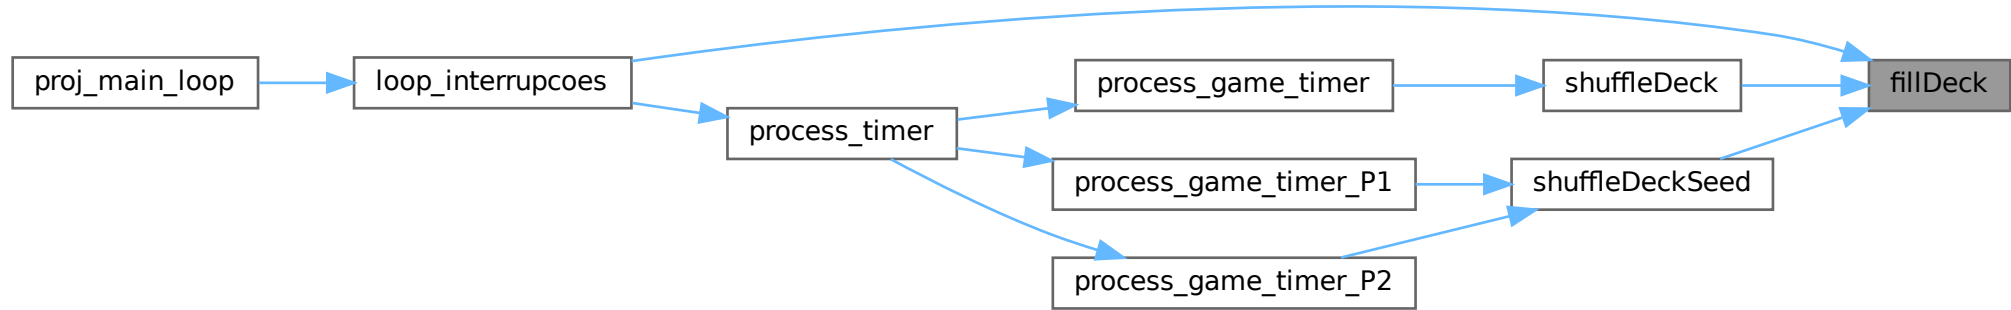 proj_main_loop
loop_interrupcoes
process_timer
process_game_timer
process_game_timer_P1
process_game_timer_P2
shuffleDeck
shuffleDeckSeed
fillDeck